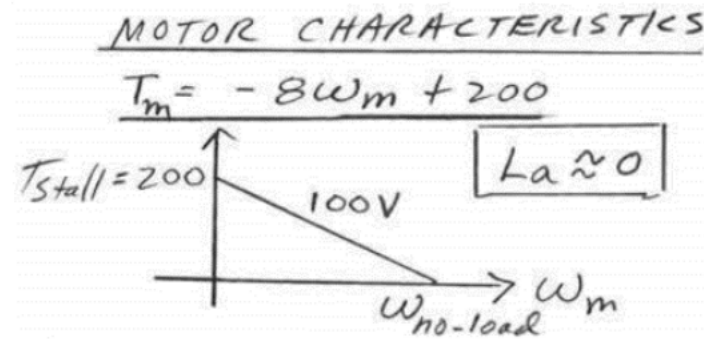 MOTOR CHARACTERISTICS
Tm = - 8ωm + 200
La ≈ 0
Tstall = 200
100V
ωm
ωno-load